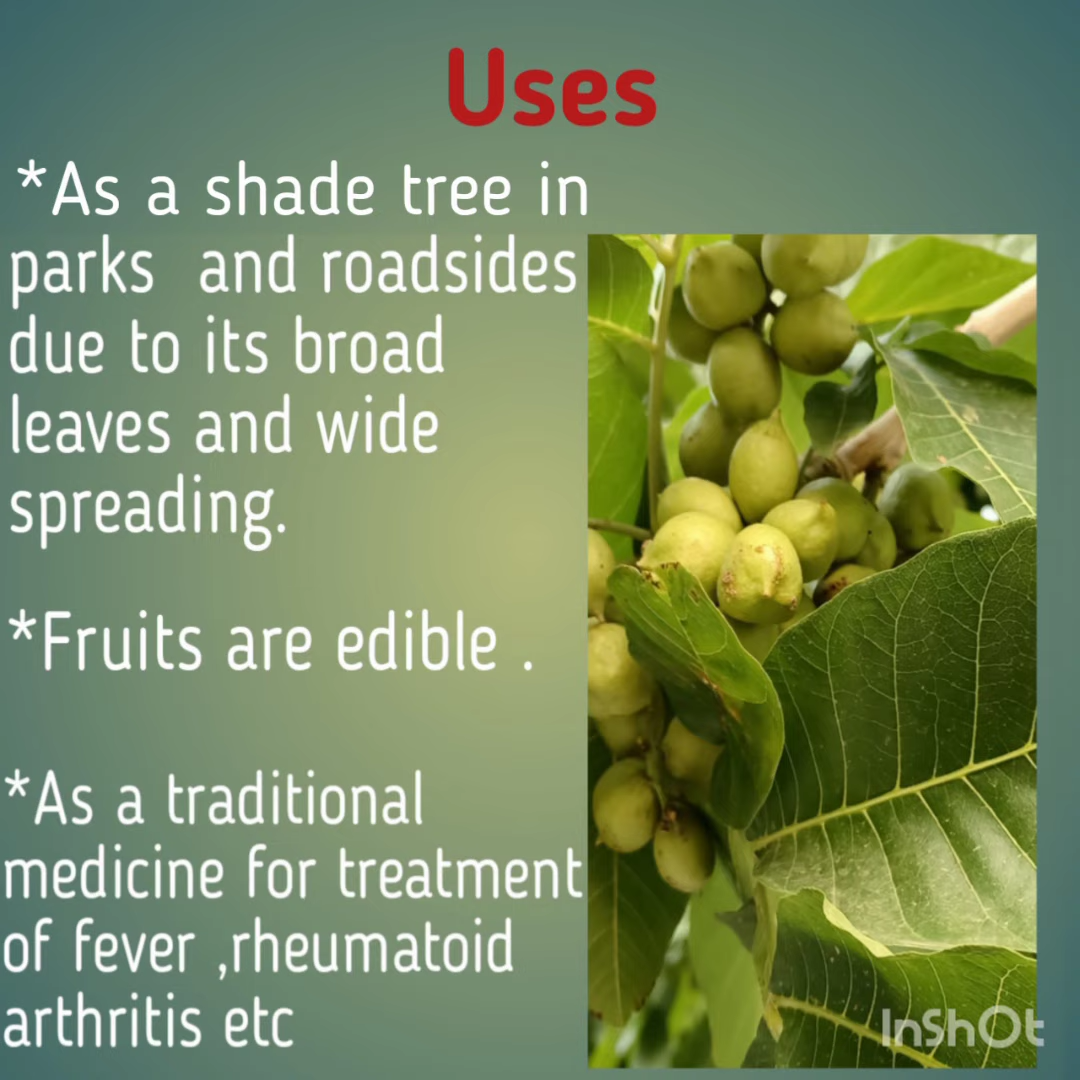 Uses
*As a shade tree in
parks and roadsides
due to its broad
leaves and wide
spreading.
*Fruits are edible .
*As a traditional
medicine for treatment
of fever ,rheumatoid
arthritis etc
InShOt